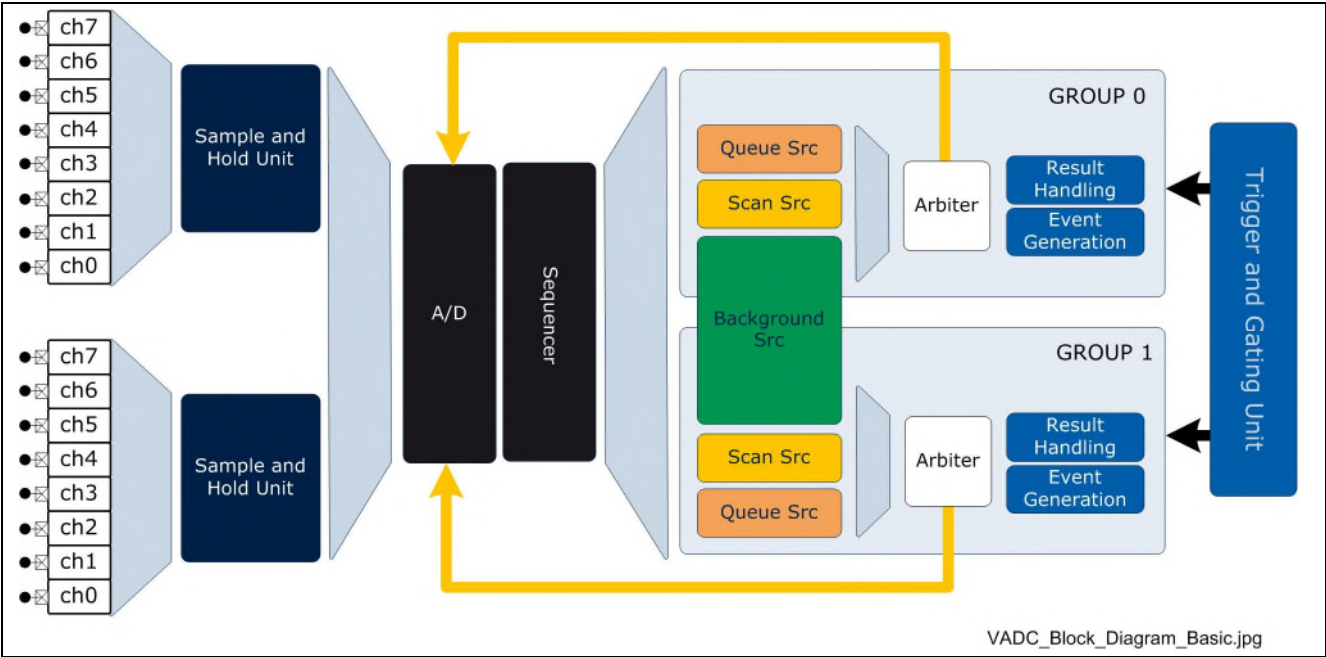 ch7
ch6
ch5
ch4
ch3
ch2
ch1
ch0
Sample and
Hold Unit
ch7
ch6
ch5
ch4
ch3
ch2
ch1
ch0
Sample and
Hold Unit
A/D
Sequencer
GROUP 0
Queue Src
Scan Src
Arbiter
Result
Handling
Event
Generation
Background
Src
GROUP 1
Scan Src
Queue Src
Arbiter
Result
Handling
Event
Generation
Trigger and Gating Unit
VADC_Block_Diagram_Basic.jpg